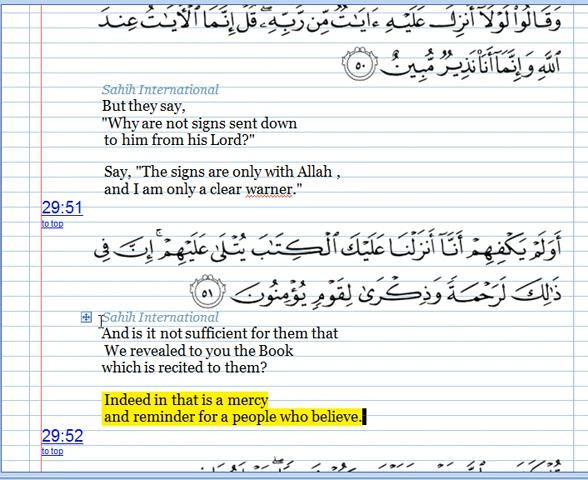 وَقَالُوا۟ لَوْلَآ أُنزِلَ عَلَيْهِ ءَايَـٰتٌ مِّن رَّبِّهِۦ ۖ قُلْ إِنَّمَا ٱلْـَٔايَـٰتُ عِندَ
ٱللَّهِ وَإِنَّمَآ أَنَا۠ نَذِيرٌ مُّبِينٌ ٥٠
Sahih International
But they say,
"Why are not signs sent down
to him from his Lord?"
Say, "The signs are only with Allah ,
and I am only a clear warner."
29:51
to top
أَوَلَمْ يَكْفِهِمْ أَنَّآ أَنزَلْنَا عَلَيْكَ ٱلْكِتَـٰبَ يُتْلَىٰ عَلَيْهِمْ ۚ إِنَّ فِى
ذَٰلِكَ لَرَحْمَةً وَذِكْرَىٰ لِقَوْمٍ يُؤْمِنُونَ ٥١
Sahih International
And is it not sufficient for them that
We revealed to you the Book
which is recited to them?
Indeed in that is a mercy
and reminder for a people who believe.
29:52
to top